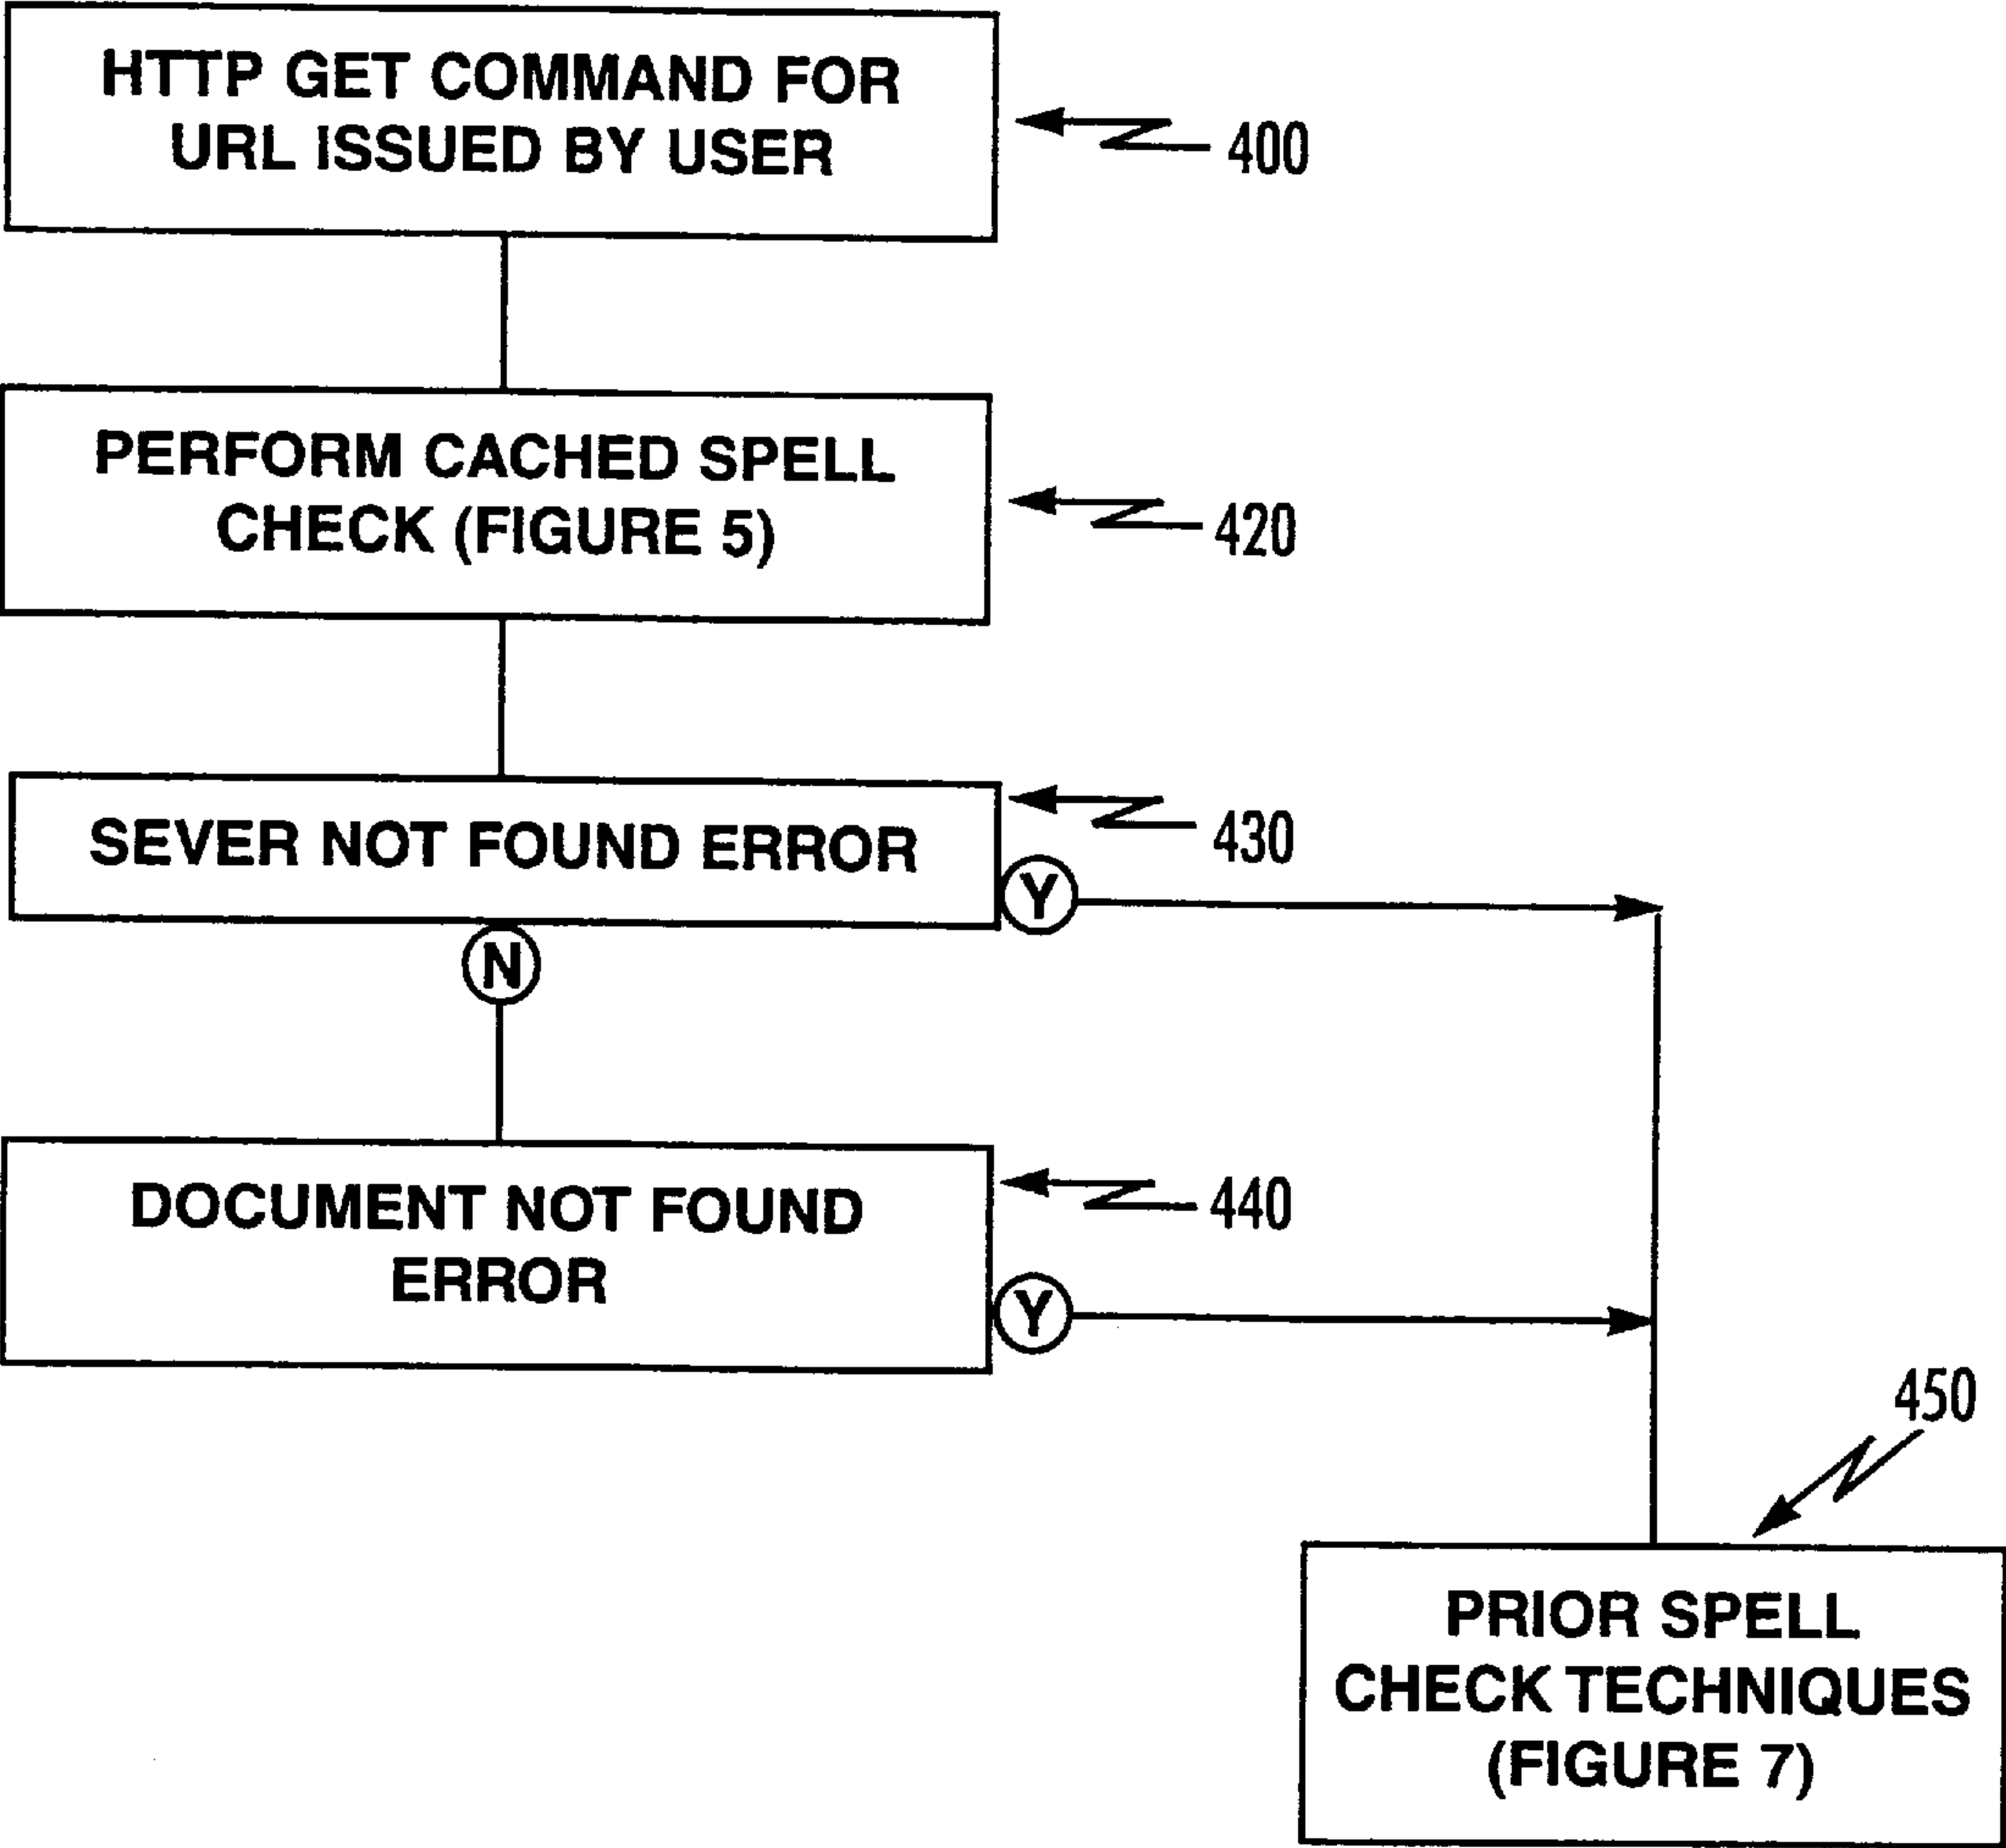 HTTP GET COMMAND FOR
URL ISSUED BY USER
400
PERFORM CACHED SPELL
CHECK (FIGURE 5)
420
SEVER NOT FOUND ERROR
430
Y
N
DOCUMENT NOT FOUND
ERROR
440
Y
450
PRIOR SPELL
CHECK TECHNIQUES
(FIGURE 7)